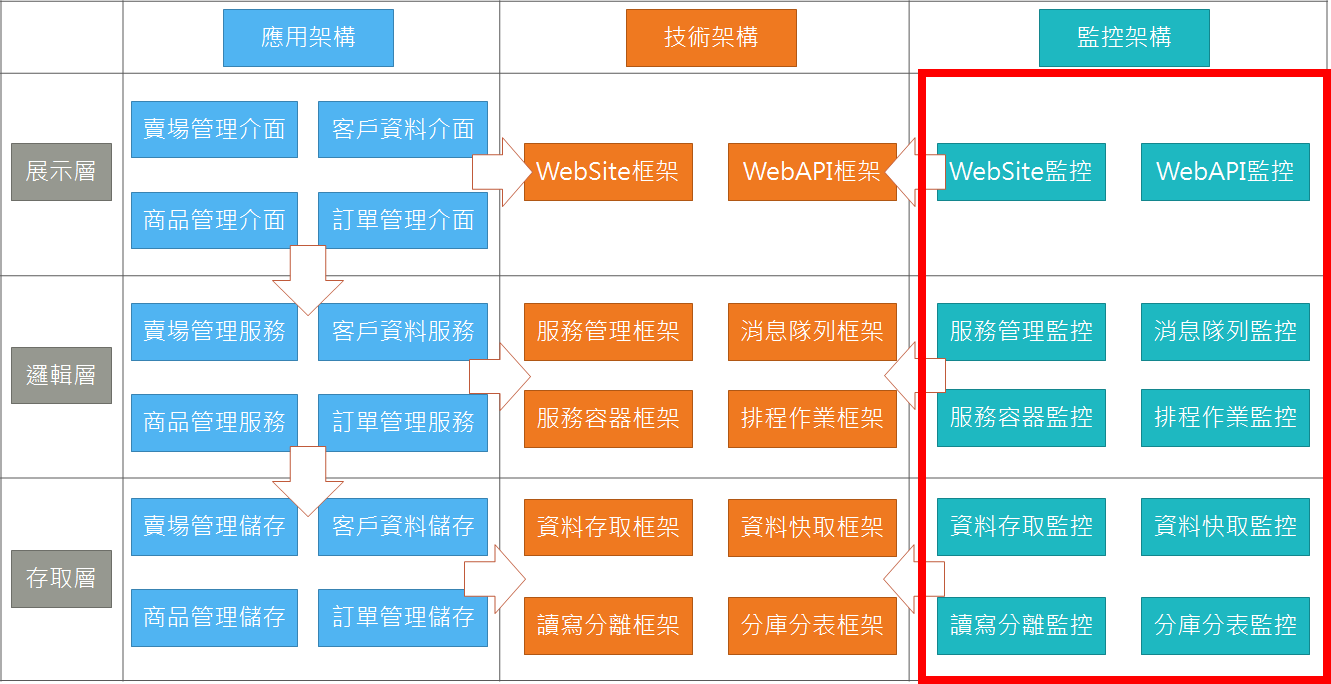 應用架構
技術架構
監控架構
展示層
賣場管理介面
客戶資料介面
商品管理介面
訂單管理介面
WebSite框架
WebAPI框架
WebSite監控
WebAPI監控
邏輯層
賣場管理服務
客戶資料服務
商品管理服務
訂單管理服務
服務管理框架
消息隊列框架
服務容器框架
排程作業框架
服務管理監控
消息隊列監控
服務容器監控
排程作業監控
存取層
賣場管理儲存
客戶資料儲存
商品管理儲存
訂單管理儲存
資料存取框架
資料快取框架
讀寫分離框架
分庫分表框架
資料存取監控
資料快取監控
讀寫分離監控
分庫分表監控